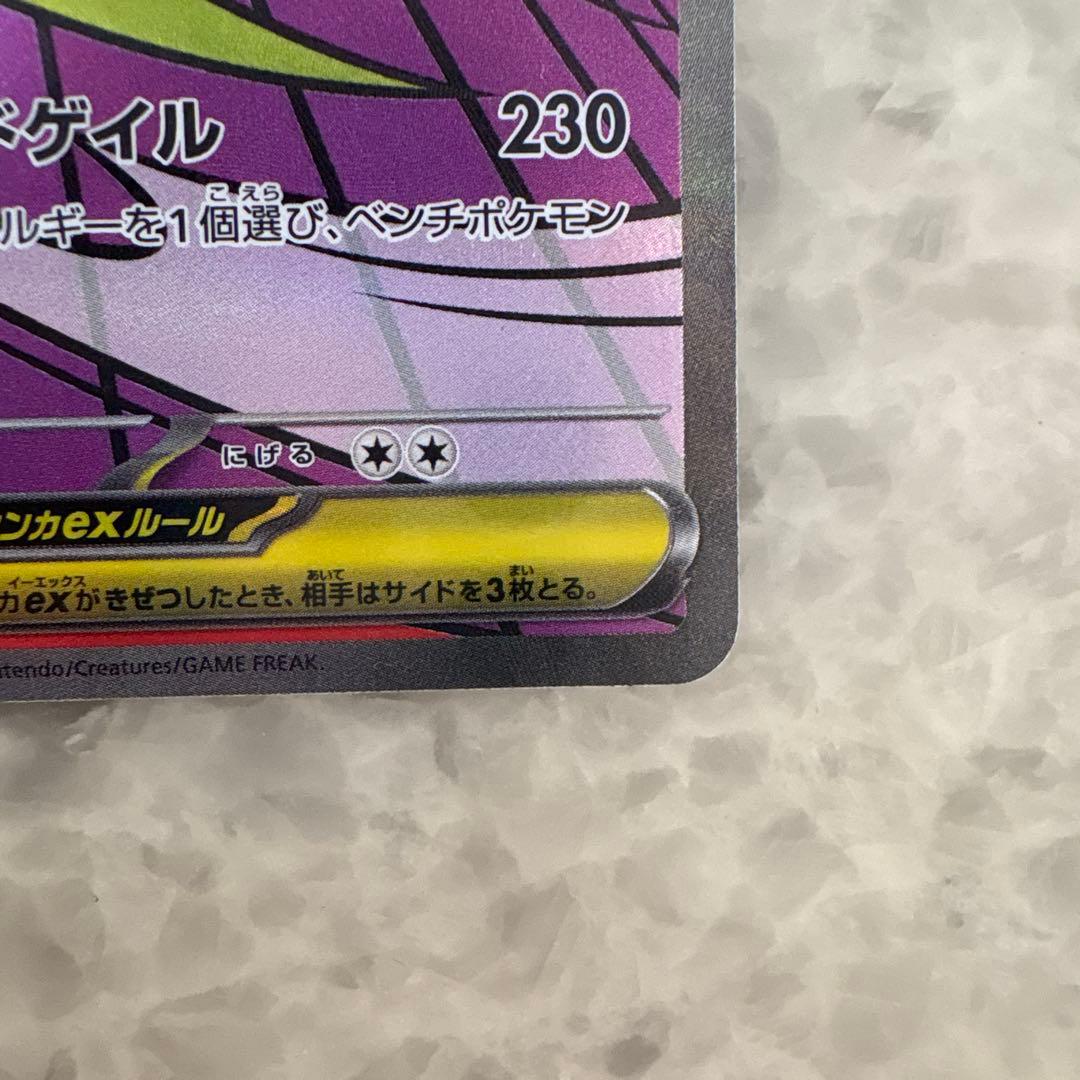 ドゲイル 230
ルギーを1個選び、ベンチポケモン
こ えら
にげる
ンカexルール
カexがきぜつしたとき、相手はサイドを3枚とる。
イーエックス あいて まい
ntendo/Creatures/GAME FREAK.